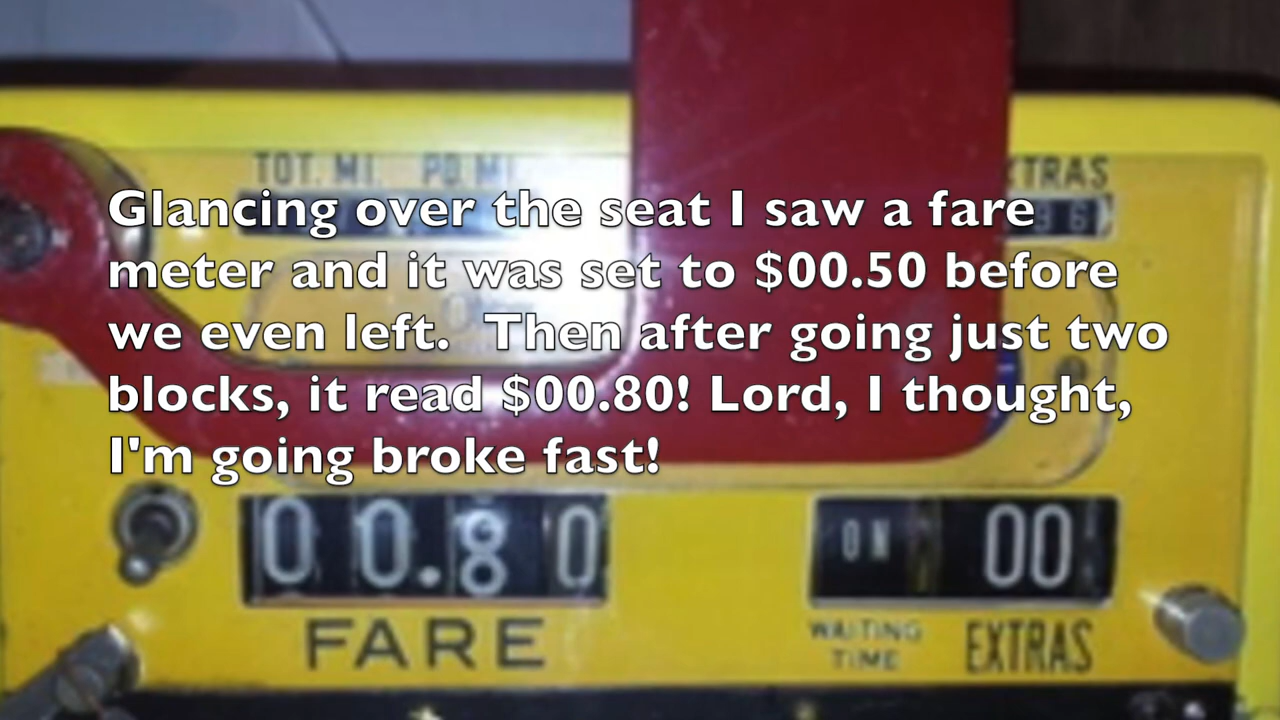 TOT. MI. PD. MI.
Glancing over the seat I saw a fare
meter and it was set to $00.50 before
we even left. Then after going just two
blocks, it read $00.80! Lord, I thought,
I'm going broke fast!
00.80
ON 00
FARE
WAITING
TIME
EXTRAS